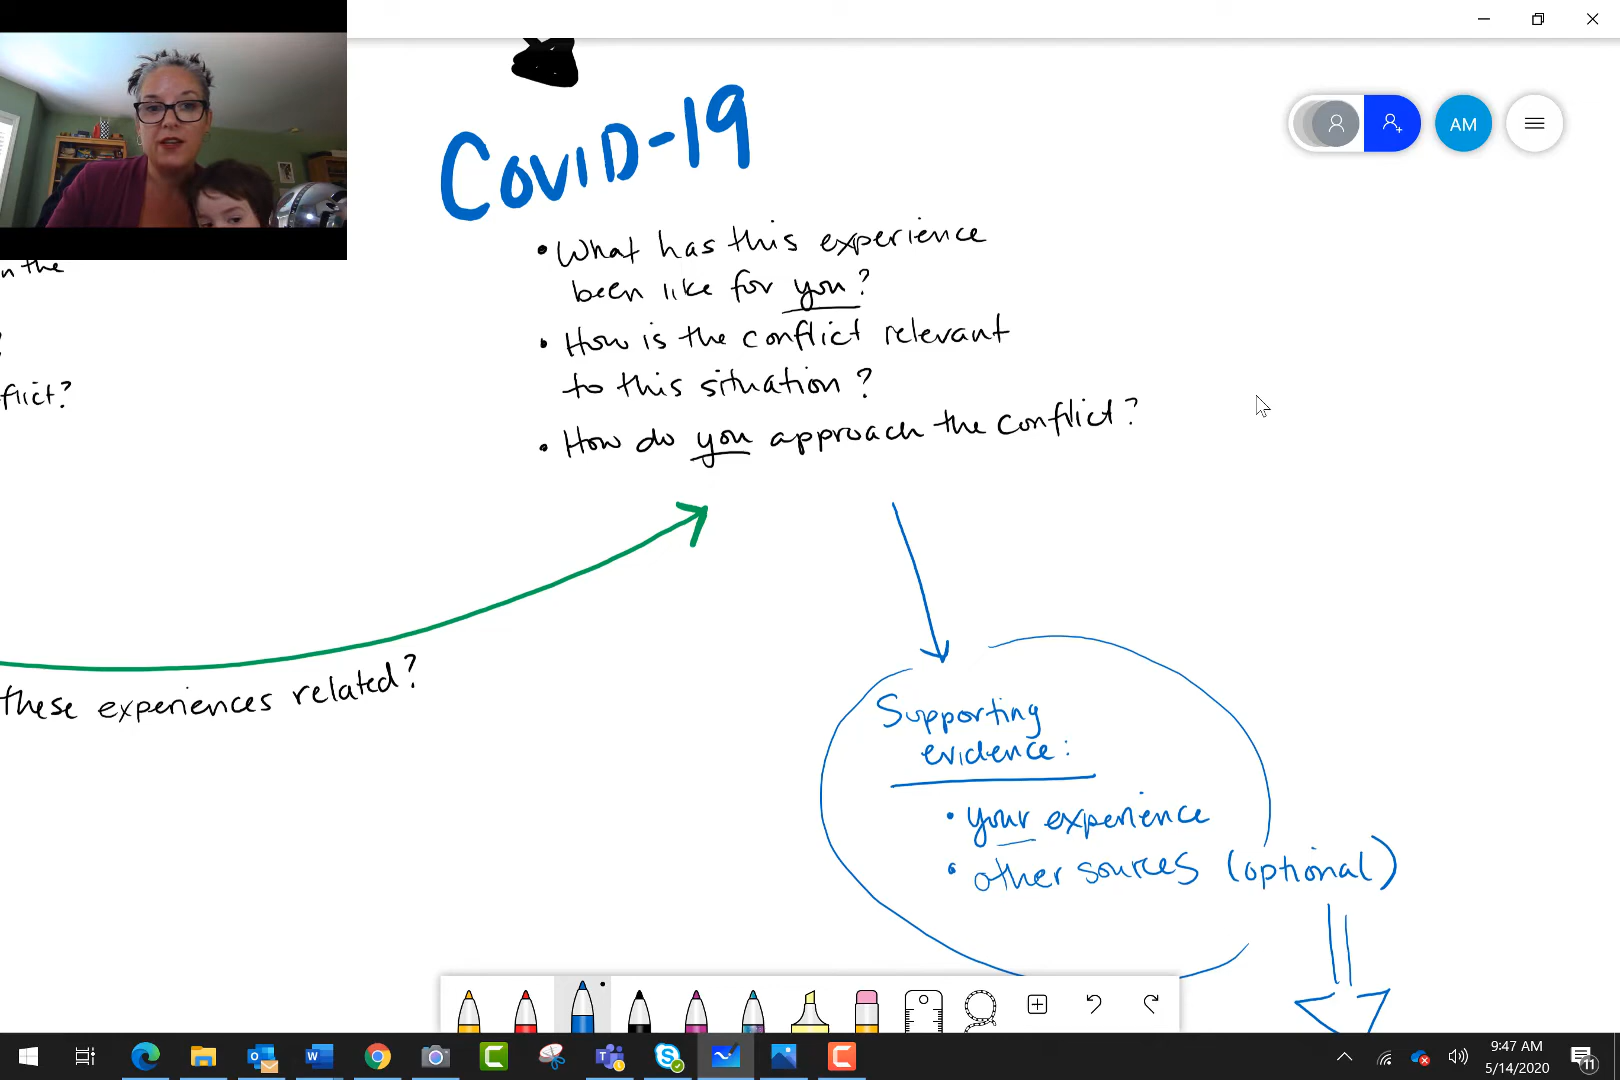 CoviD-19
AM
n the
• What has this experience
been like for you?
• How is the conflict relevant
?
to this situation?
flict?
• How do you approach the conflict?
these experiences related?
Supporting
evidence:
• your experience
• other sources (optional)
9:47 AM
5/14/2020
11